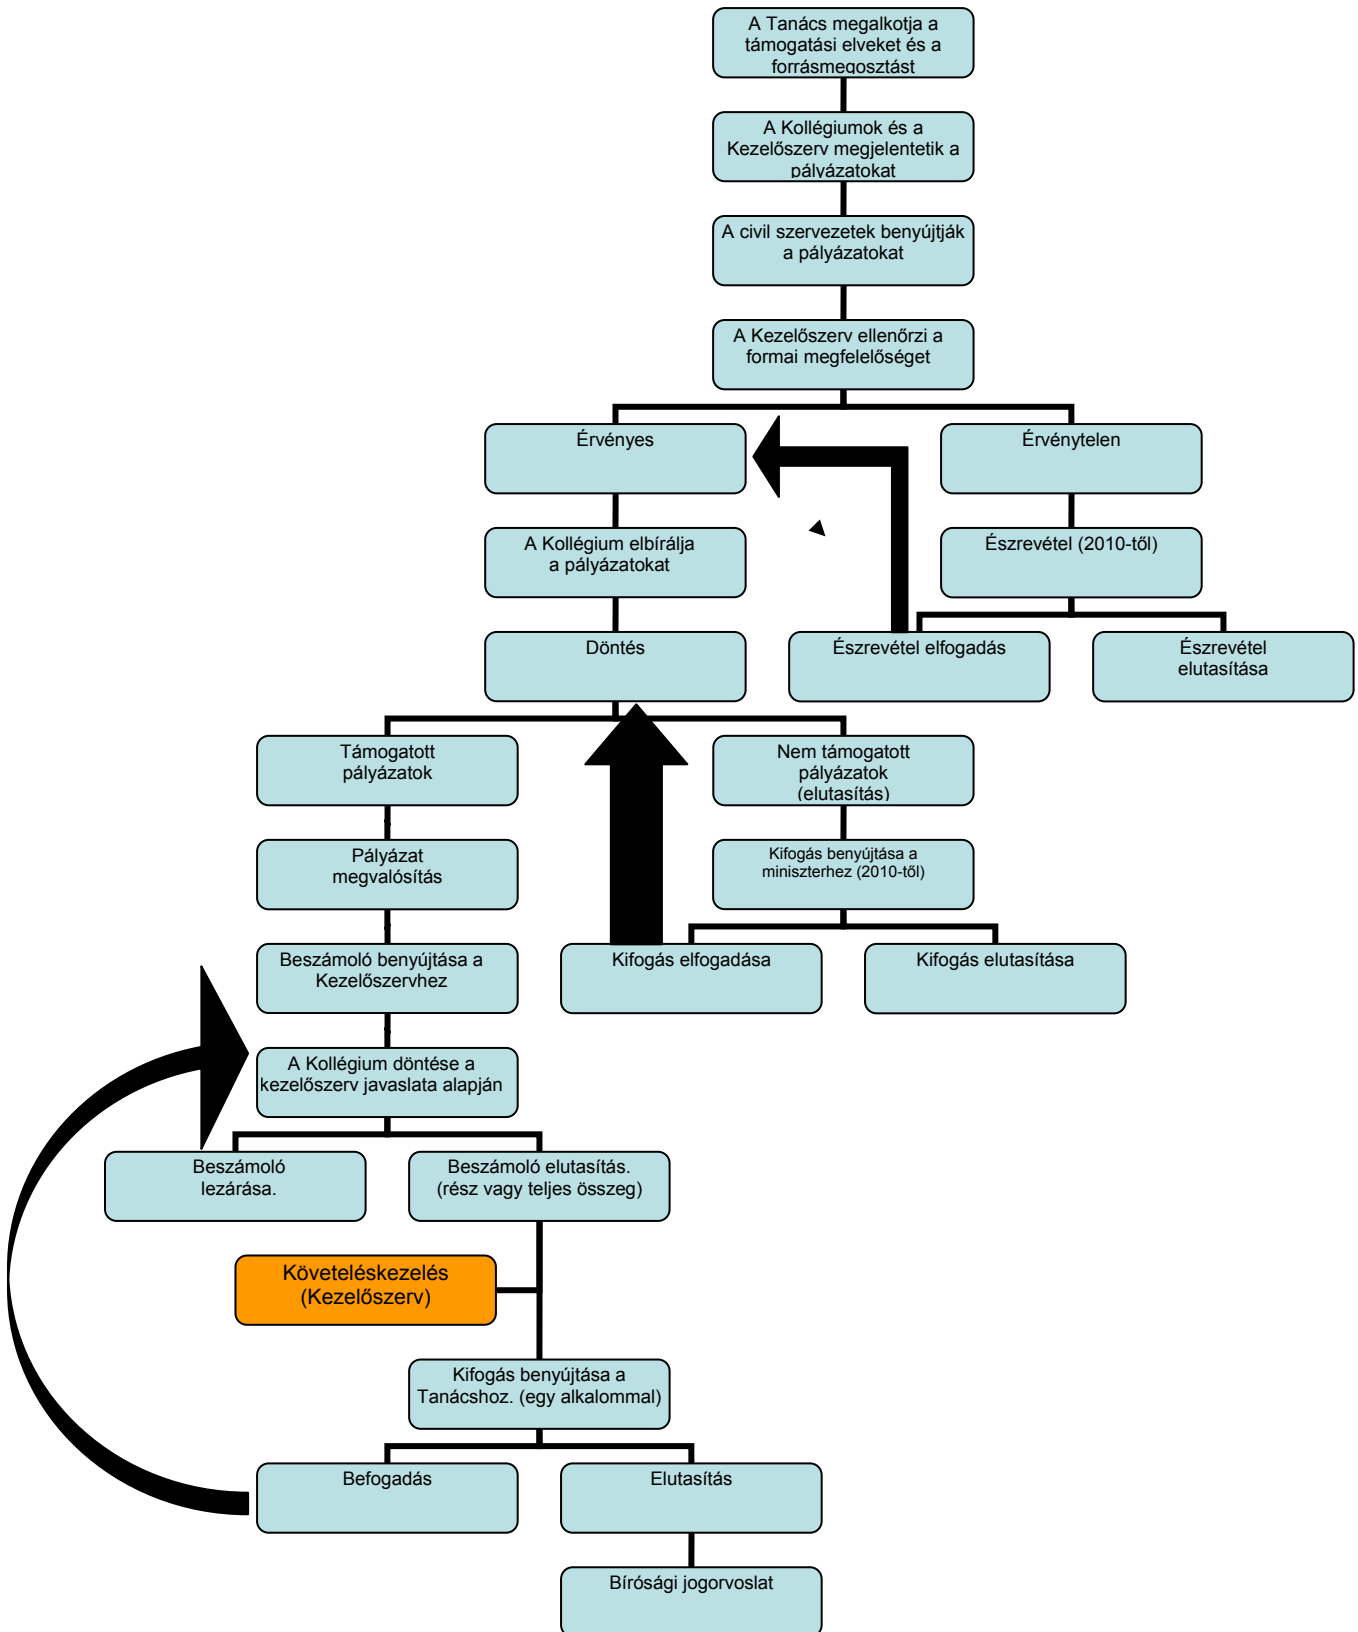 A Tanács megalkotja a
támogatási elveket és a
forrásmegosztást
A Kollégiumok és a
Kezelőszerv megjelentetik a
pályázatokat
A civil szervezetek benyújtják
a pályázatokat
A Kezelőszerv ellenőrzi a
formai megfelelőséget
Érvényes
Érvénytelen
A Kollégium elbírálja
a pályázatokat
Észrevétel (2010-től)
Döntés
Észrevétel elfogadás
Észrevétel
elutasítása
Támogatott
pályázatok
Nem támogatott
pályázatok
(elutasítás)
Pályázat
megvalósítás
Kifogás benyújtása a
miniszterhez (2010-től)
Beszámoló benyújtása a
Kezelőszervhez
Kifogás elfogadása
Kifogás elutasítása
A Kollégium döntése a
kezelőszerv javaslata alapján
Beszámoló
lezárása.
Beszámoló elutasítás.
(rész vagy teljes összeg)
Követeléskezelés
(Kezelőszerv)
Kifogás benyújtása a
Tanácshoz. (egy alkalommal)
Befogadás
Elutasítás
Bírósági jogorvoslat